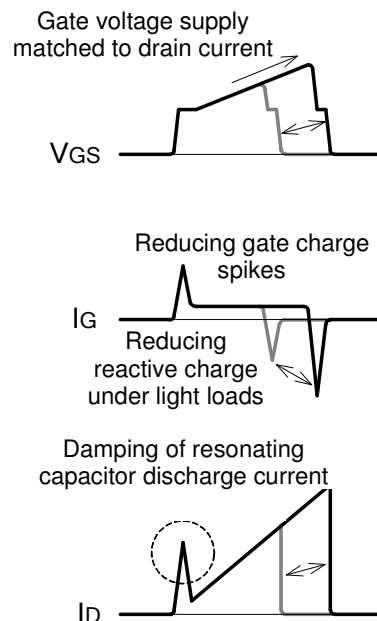 Gate voltage supply
matched to drain current
VGS
Reducing gate charge
spikes
IG
Reducing
reactive charge
under light loads
Damping of resonating
capacitor discharge current
ID